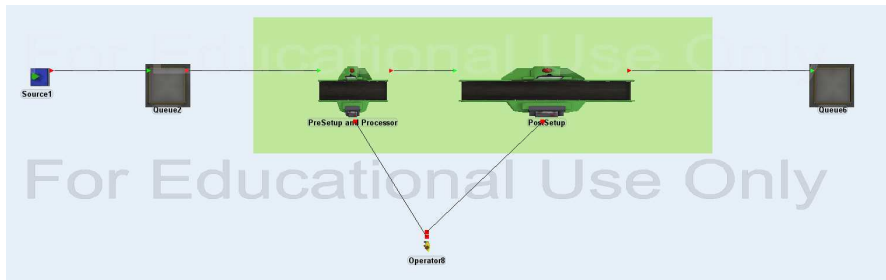 For Educational Use Only
Source1
Queue2
PreSetup and Processor
PostSetup
Queue6
For Educational Use Only
Operator8